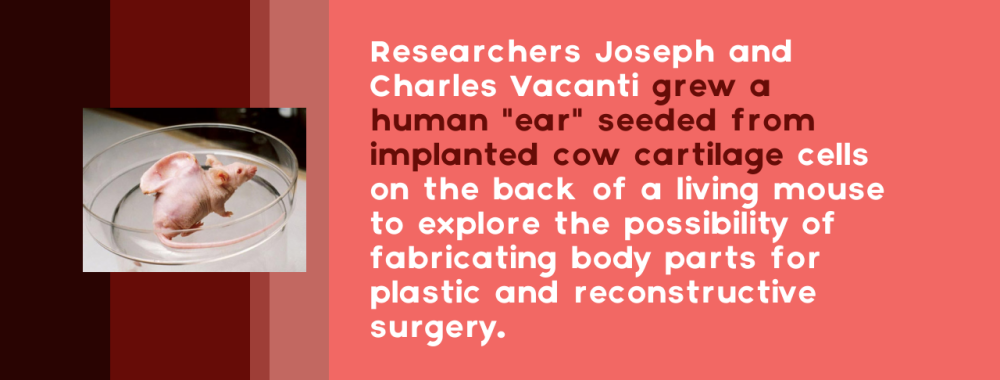 Researchers Joseph and
Charles Vacanti grew a
human "ear" seeded from
implanted cow cartilage cells
on the back of a living mouse
to explore the possibility of
fabricating body parts for
plastic and reconstructive
surgery.